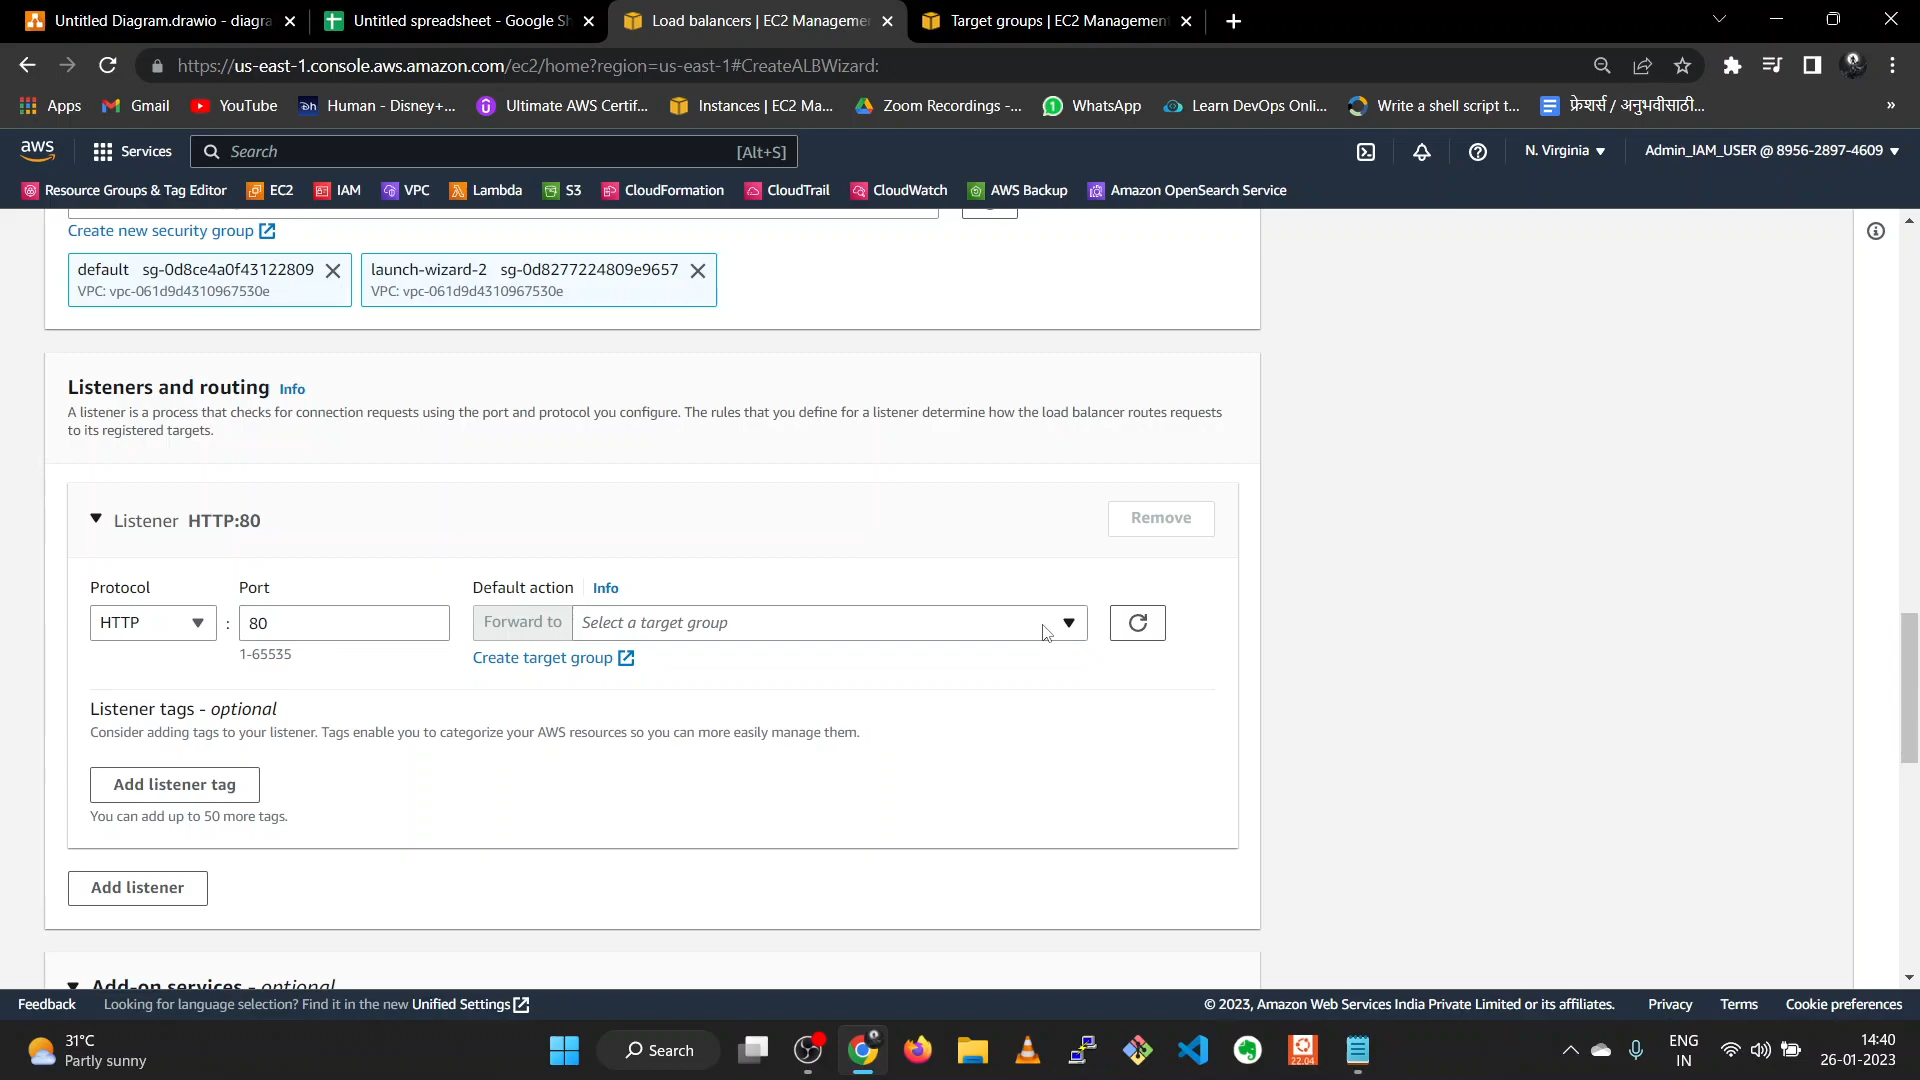 Untitled Diagram.drawio - diagra
Untitled spreadsheet - Google Sh
Load balancers | EC2 Manageme
Target groups | EC2 Management
https://us-east-1.console.aws.amazon.com/ec2/home?region=us-east-1#CreateALBWizard:
Apps
Gmail
YouTube
Human - Disney+...
Ultimate AWS Certif...
Instances | EC2 Ma...
Zoom Recordings -...
WhatsApp
Learn DevOps Onli...
Write a shell script t...
फ्रेशर्स / अनुभवीसाठी...
»
aws
Services
Search
[Alt+S]
N. Virginia
Admin_IAM_USER @ 8956-2897-4609
Resource Groups & Tag Editor
EC2
IAM
VPC
Lambda
S3
CloudFormation
CloudTrail
CloudWatch
AWS Backup
Amazon OpenSearch Service
Create new security group
default sg-0d8ce4a0f43122809
VPC: vpc-061d9d4310967530e
launch-wizard-2 sg-0d8277224809e9657
VPC: vpc-061d9d4310967530e
Listeners and routing Info
A listener is a process that checks for connection requests using the port and protocol you configure. The rules that you define for a listener determine how the load balancer routes requests
to its registered targets.
Listener HTTP:80
Remove
Protocol
Port
Default action
Info
HTTP
:
80
Forward to
Select a target group
1-65535
Create target group
Listener tags - optional
Consider adding tags to your listener. Tags enable you to categorize your AWS resources so you can more easily manage them.
Add listener tag
You can add up to 50 more tags.
Add listener
Add-on services - optional
Feedback
Looking for language selection? Find it in the new Unified Settings
© 2023, Amazon Web Services India Private Limited or its affiliates.
Privacy
Terms
Cookie preferences
31°C
Partly sunny
Search
22.04
ENG
IN
14:40
26-01-2023